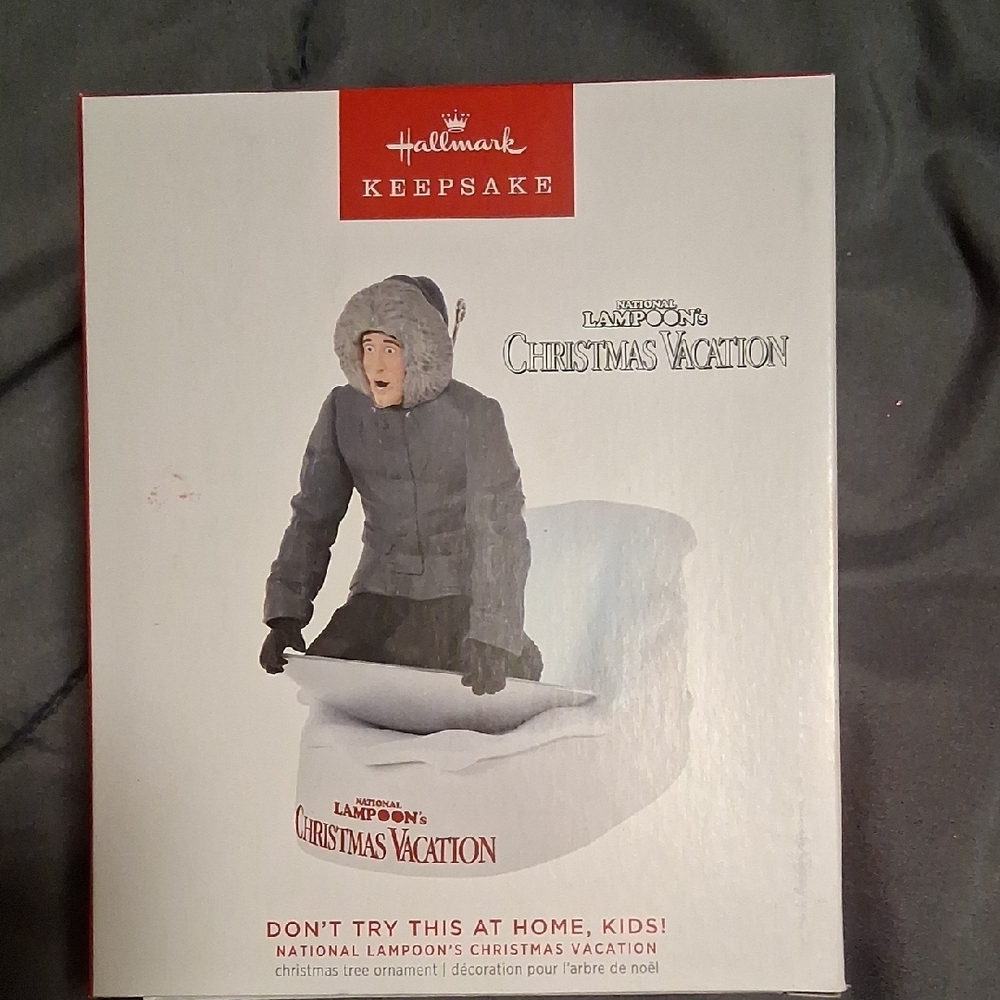 Hallmark
KEEPSAKE
NATIONAL
LAMPOON's
CHRISTMAS VACATION
NATIONAL
LAMPOON's
CHRISTMAS VACATION
DON'T TRY THIS AT HOME, KIDS!
NATIONAL LAMPOON'S CHRISTMAS VACATION
christmas tree ornament | décoration pour l'arbre de noël